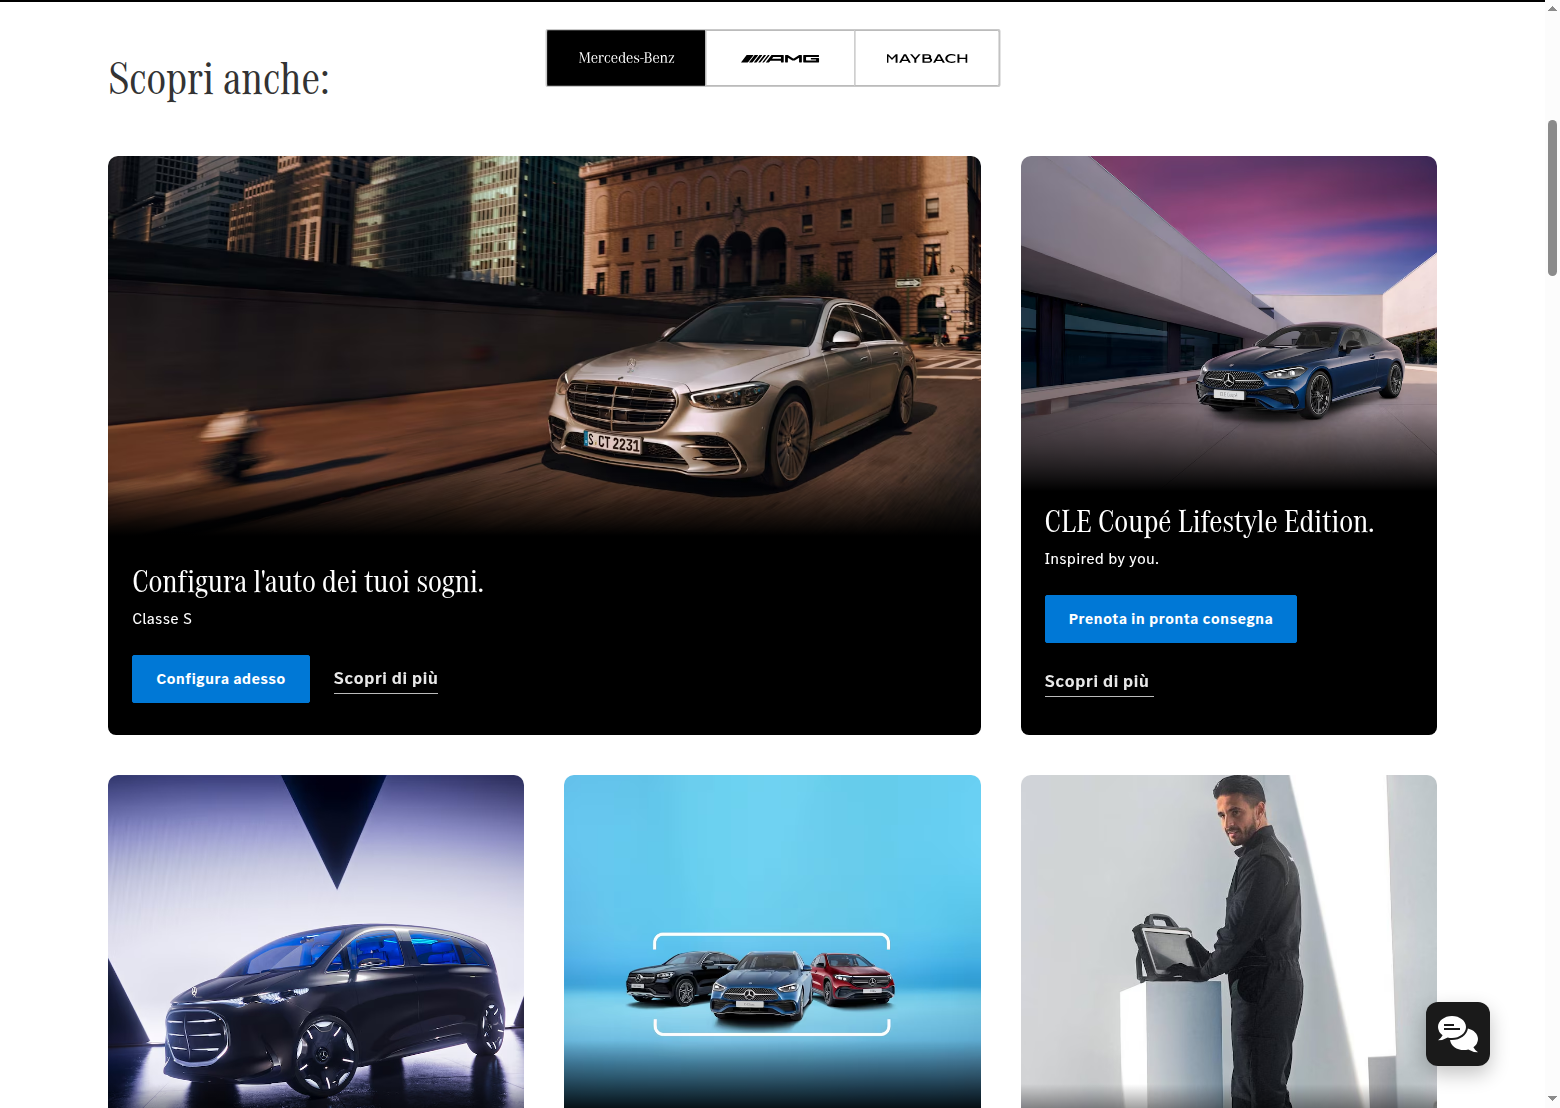 Scopri anche:
Mercedes-Benz
AMG
MAYBACH
S CT 2231
Configura l'auto dei tuoi sogni.
Classe S
Configura adesso
Scopri di più
CLE Coupé Lifestyle Edition.
Inspired by you.
Prenota in pronta consegna
Scopri di più